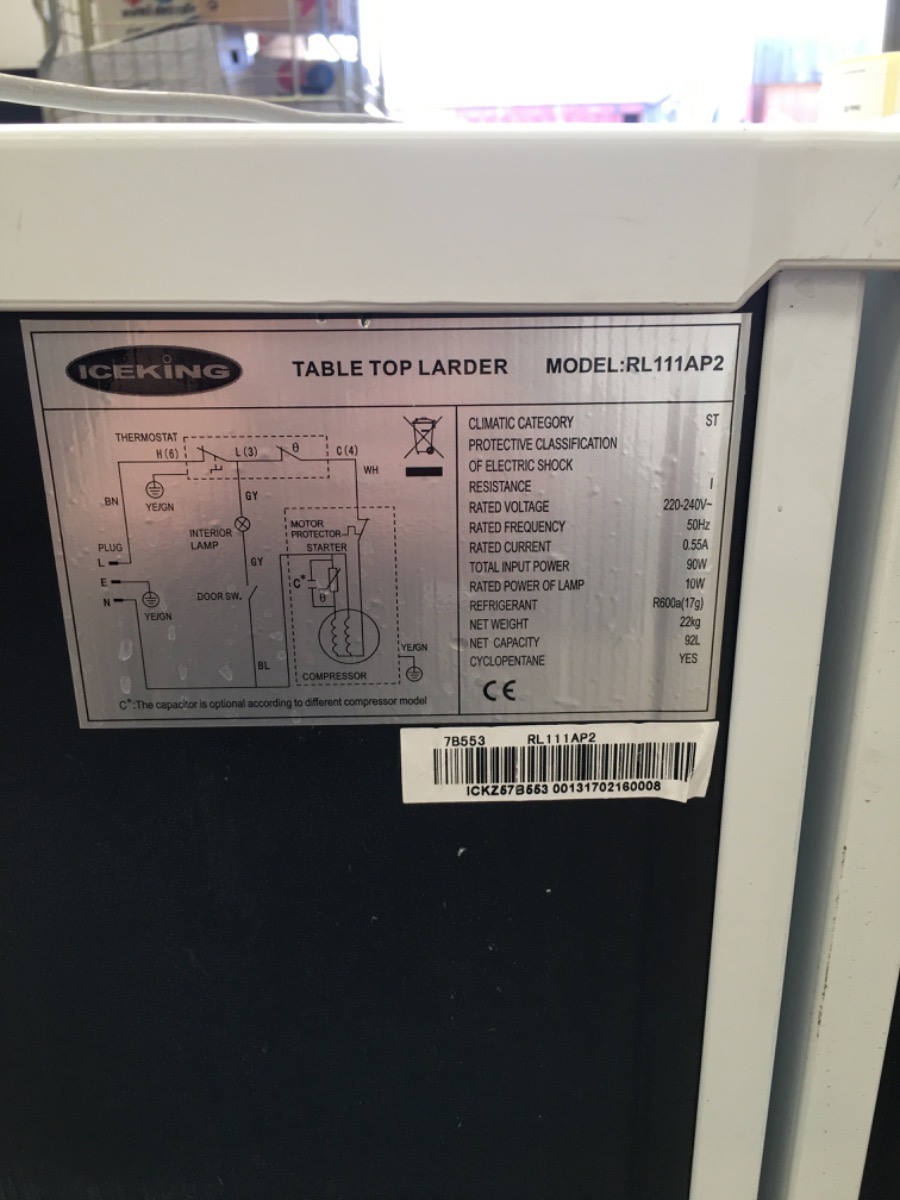 ICEKING TABLE TOP LARDER MODEL:RL111AP2
THERMOSTAT
H (6) L (3) θ C (4)
WH
BN
YE/GN
GY
INTERIOR
LAMP
MOTOR
PROTECTOR
STARTER
PLUG
L
GY
E
C*
θ
DOOR SW.
N
YE/GN
BL
YE/GN
COMPRESSOR
C*:The capacitor is optional according to different compressor model
CLIMATIC CATEGORY ST
PROTECTIVE CLASSIFICATION
OF ELECTRIC SHOCK
RESISTANCE I
RATED VOLTAGE 220-240V~
RATED FREQUENCY 50Hz
RATED CURRENT 0.55A
TOTAL INPUT POWER 90W
RATED POWER OF LAMP 10W
REFRIGERANT R600a(17g)
NET WEIGHT 22kg
NET CAPACITY 92L
CYCLOPENTANE YES
CE
7B553 RL111AP2
ICKZ57B553 00131702160008